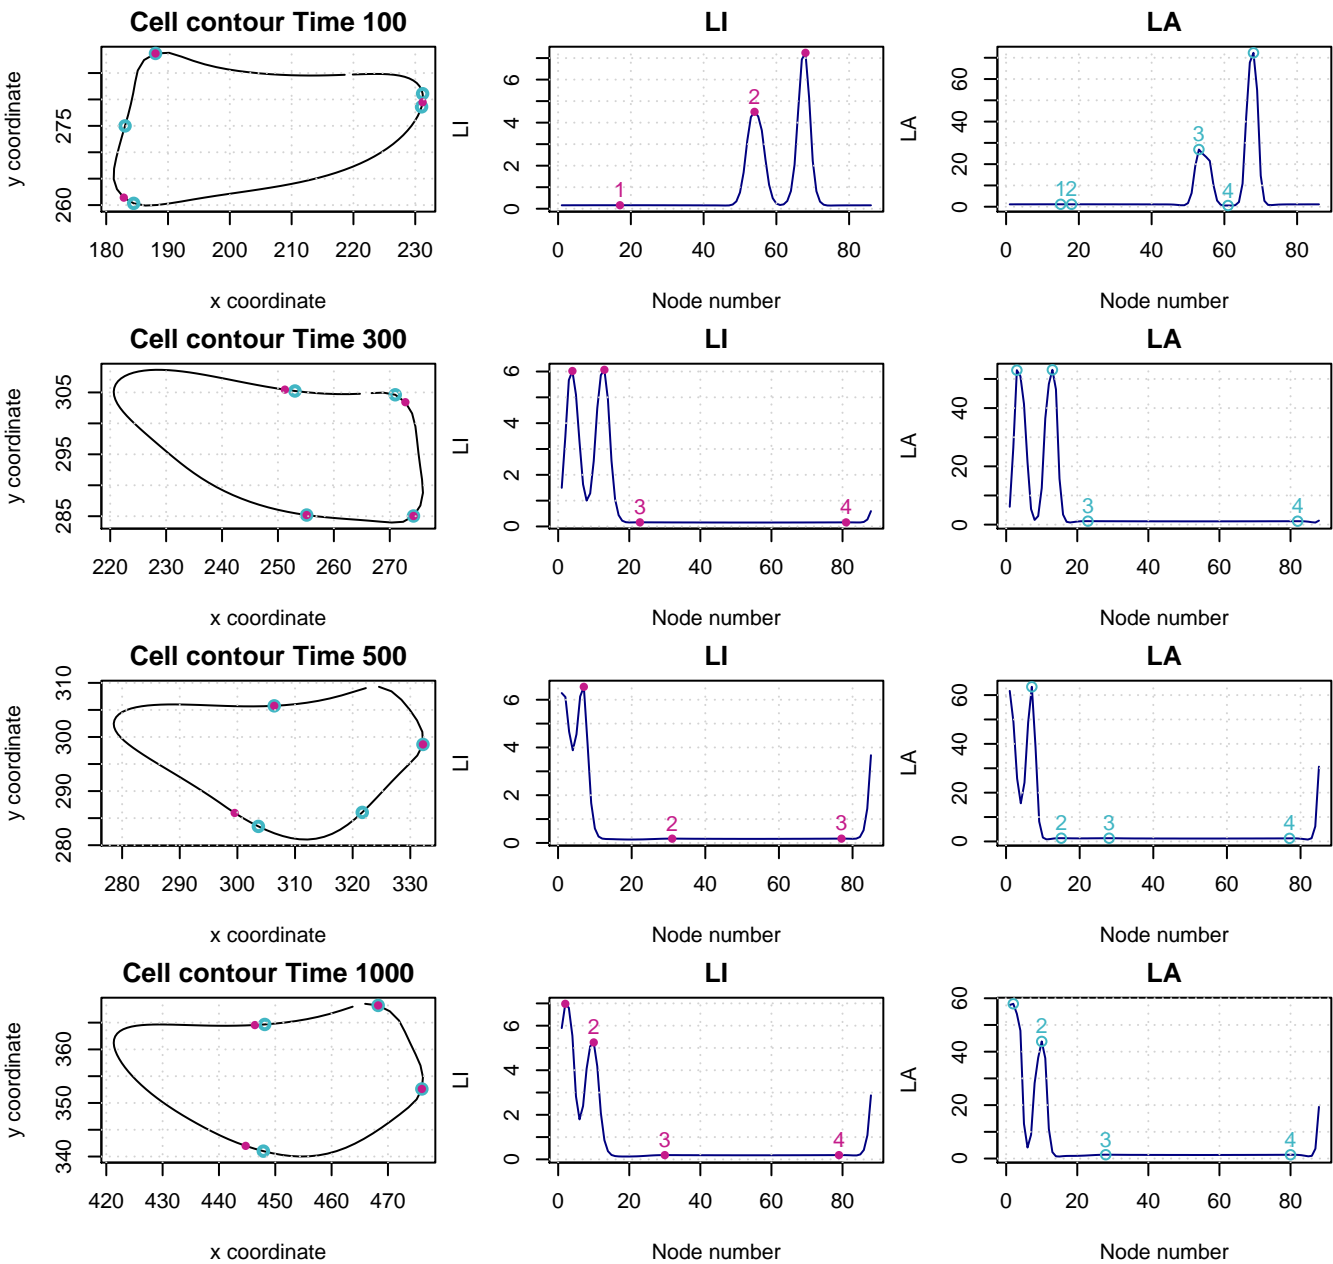 Cell contour Time 100
LI
LA
y coordinate
260
275
180 190 200 210 220 230
x coordinate
LI
0 2 4 6
1
2
0 20 40 60 80
Node number
LA
0 20 40 60
12
3
4
0 20 40 60 80
Node number
Cell contour Time 300
LI
LA
y coordinate
285 295 305
220 230 240 250 260 270
x coordinate
LI
0 2 4 6
3
4
0 20 40 60 80
Node number
LA
0 20 40
3
4
0 20 40 60 80
Node number
Cell contour Time 500
LI
LA
y coordinate
280 290 300 310
280 290 300 310 320 330
x coordinate
LI
0 2 4 6
2
3
0 20 40 60 80
Node number
LA
0 20 40 60
2
3
4
0 20 40 60 80
Node number
Cell contour Time 1000
LI
LA
y coordinate
340 350 360
420 430 440 450 460 470
x coordinate
LI
0 2 4 6
2
3
4
0 20 40 60 80
Node number
LA
0 20 40 60
2
3
4
0 20 40 60 80
Node number